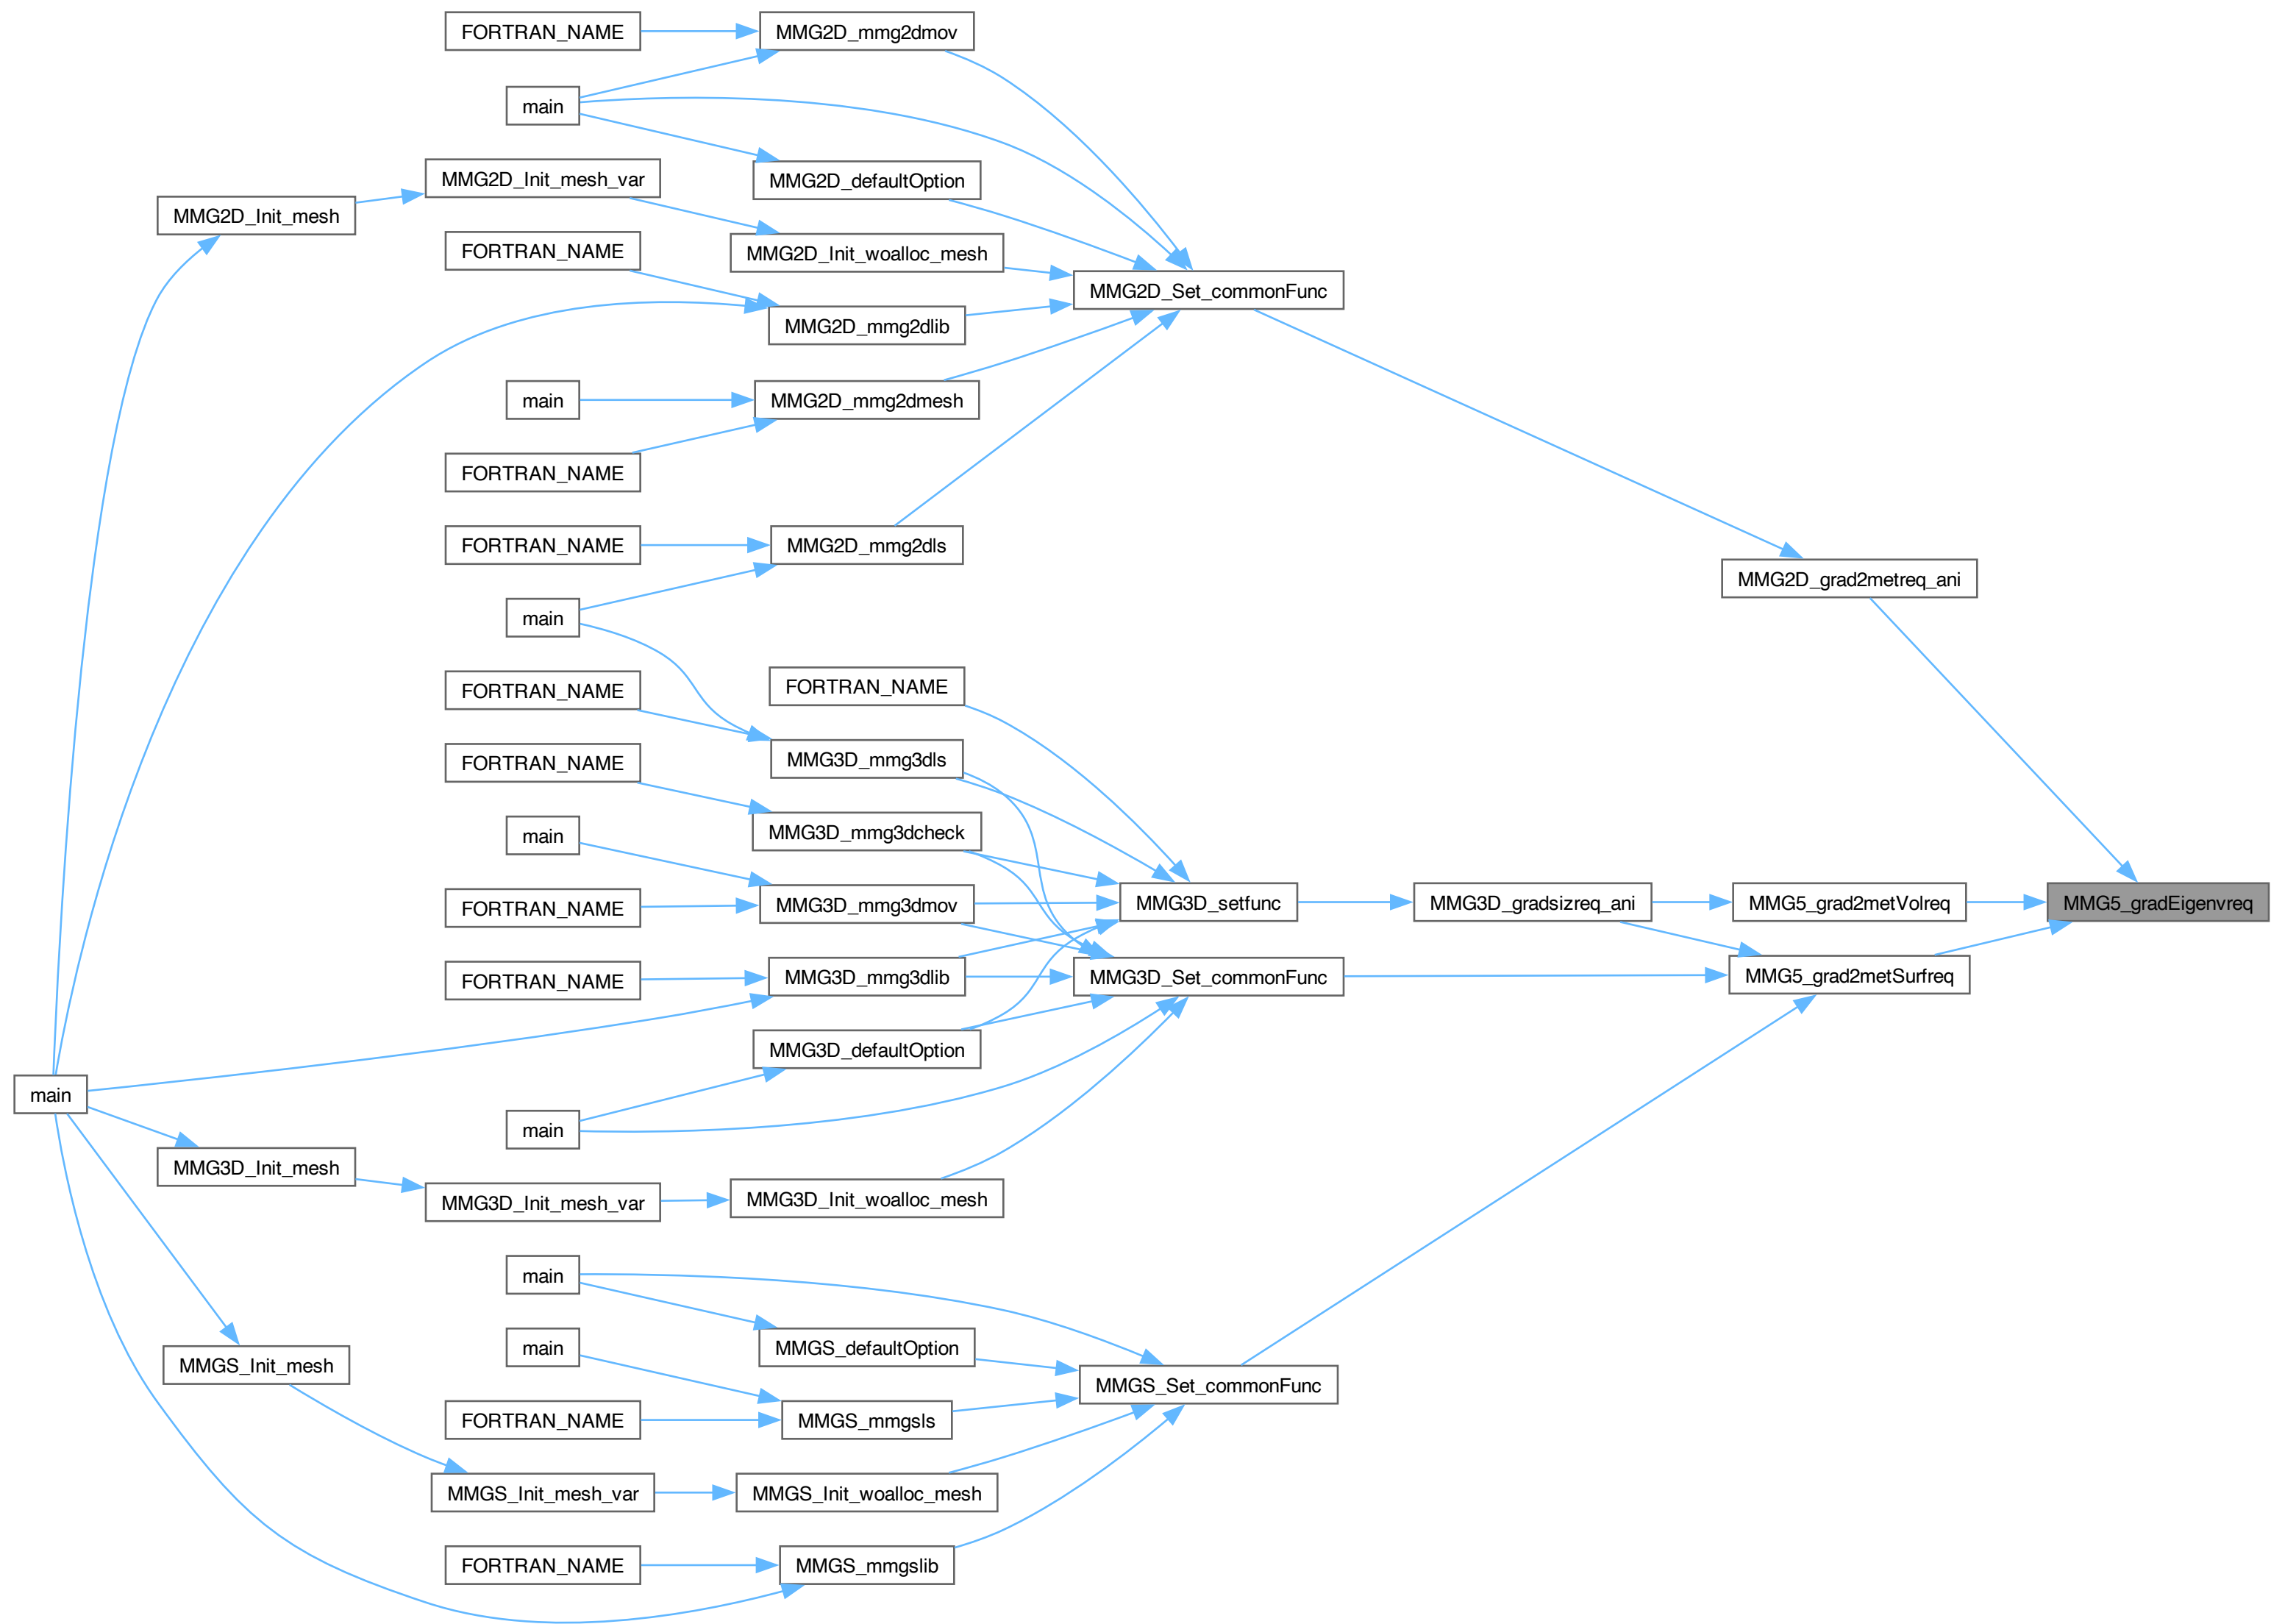 FORTRAN_NAME
MMG2D_mmg2dmov
main
MMG2D_defaultOption
MMG2D_Init_mesh_var
MMG2D_Init_mesh
MMG2D_Init_woalloc_mesh
FORTRAN_NAME
MMG2D_Set_commonFunc
MMG2D_mmg2dlib
main
MMG2D_mmg2dmesh
FORTRAN_NAME
FORTRAN_NAME
MMG2D_mmg2dls
MMG2D_grad2metreq_ani
main
FORTRAN_NAME
FORTRAN_NAME
FORTRAN_NAME
MMG3D_mmg3dls
MMG3D_mmg3dcheck
main
FORTRAN_NAME
MMG3D_mmg3dmov
MMG3D_setfunc
MMG3D_gradsizreq_ani
MMG5_grad2metVolreq
MMG5_gradEigenvreq
FORTRAN_NAME
MMG3D_mmg3dlib
MMG3D_Set_commonFunc
MMG5_grad2metSurfreq
MMG3D_defaultOption
main
main
MMG3D_Init_mesh
MMG3D_Init_mesh_var
MMG3D_Init_woalloc_mesh
main
main
MMGS_defaultOption
MMGS_Init_mesh
MMGS_Set_commonFunc
FORTRAN_NAME
MMGS_mmgsls
MMGS_Init_mesh_var
MMGS_Init_woalloc_mesh
FORTRAN_NAME
MMGS_mmgslib